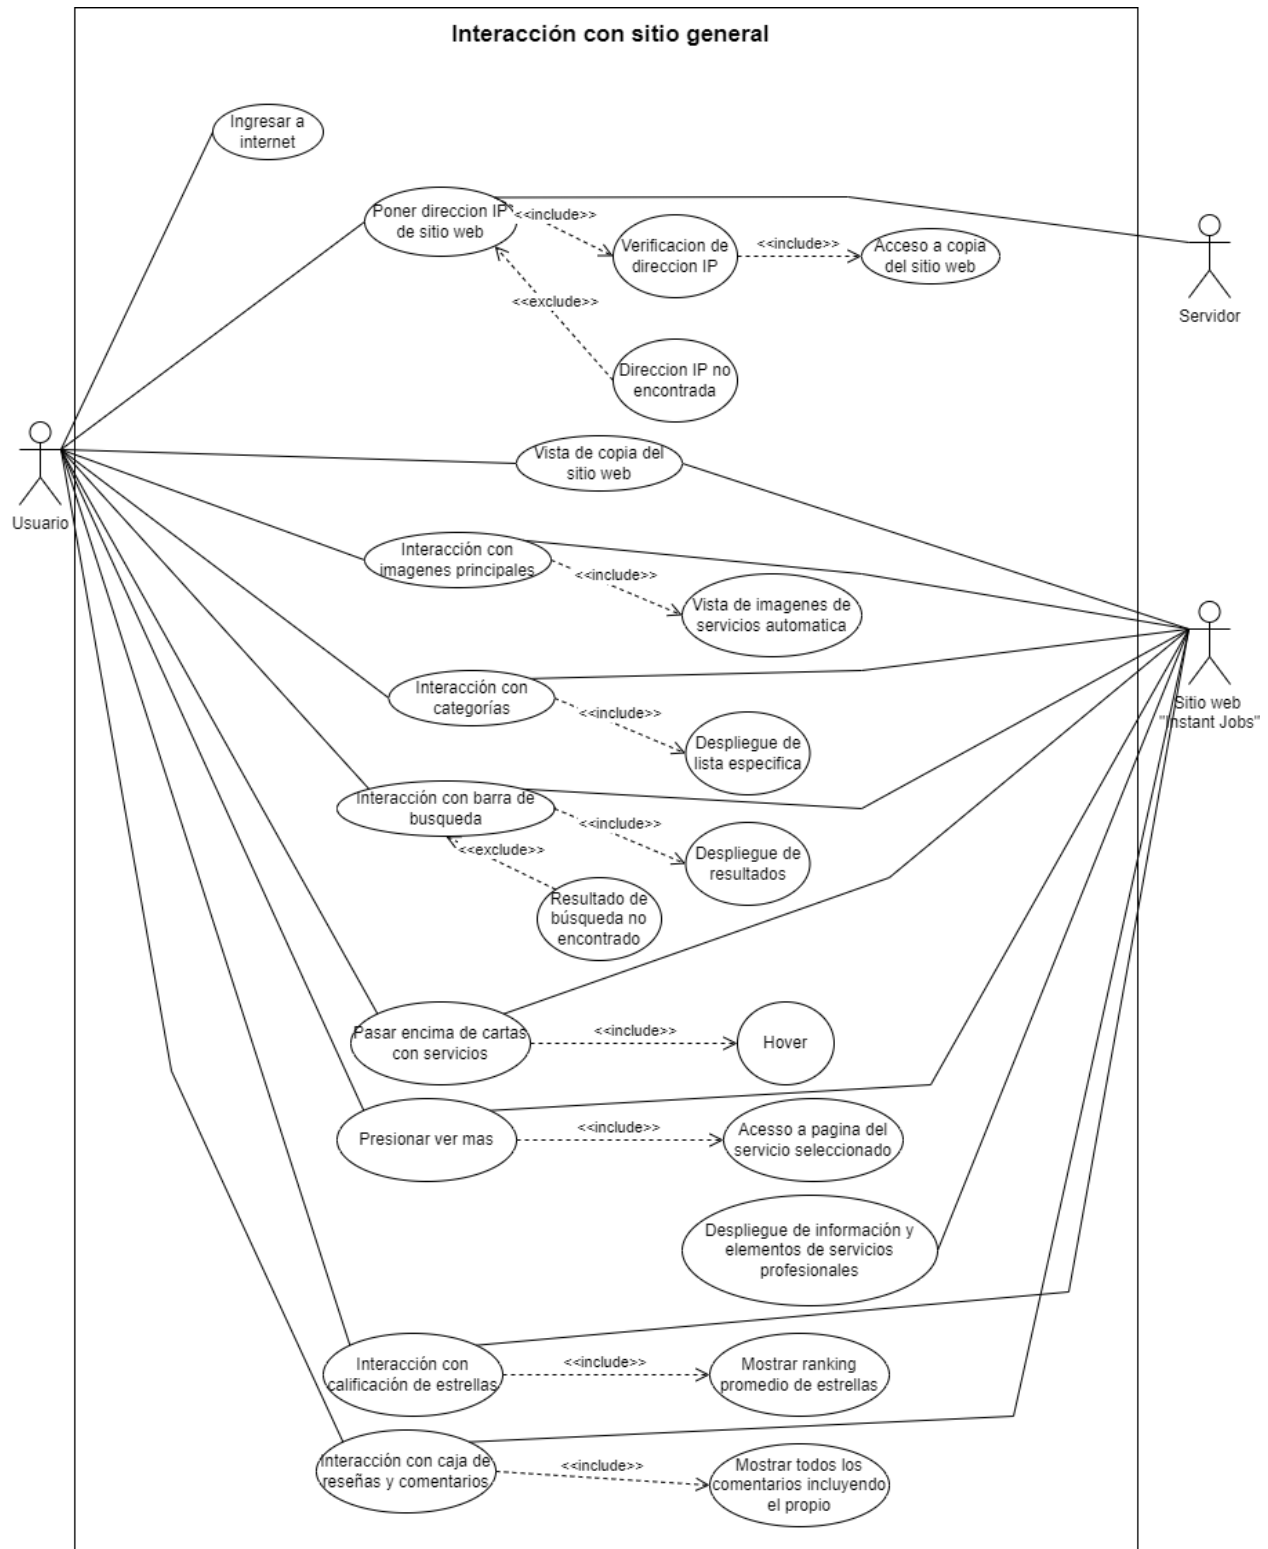 Interacción con sitio general
Ingresar a
internet
Poner direccion IP
de sitio web
<<include>>
Verificacion de
direccion IP
<<include>>
Acceso a copia
del sitio web
<<exclude>>
Servidor
Direccion IP no
encontrada
Vista de copia del
sitio web
Usuario
Interacción con
imagenes principales
<<include>>
Vista de imagenes de
servicios automatica
Interacción con
categorías
<<include>>
Sitio web
"Instant Jobs"
Despliegue de
lista especifica
Interacción con barra de
busqueda
<<include>>
<<exclude>>
Despliegue de
resultados
Resultado de
búsqueda no
encontrado
Pasar encima de cartas
con servicios
<<include>>
Hover
Presionar ver mas
<<include>>
Acesso a pagina del
servicio seleccionado
Despliegue de información y
elementos de servicios
profesionales
Interacción con
calificación de estrellas
<<include>>
Mostrar ranking
promedio de estrellas
Interacción con caja de
reseñas y comentarios
<<include>>
Mostrar todos los
comentarios incluyendo
el propio